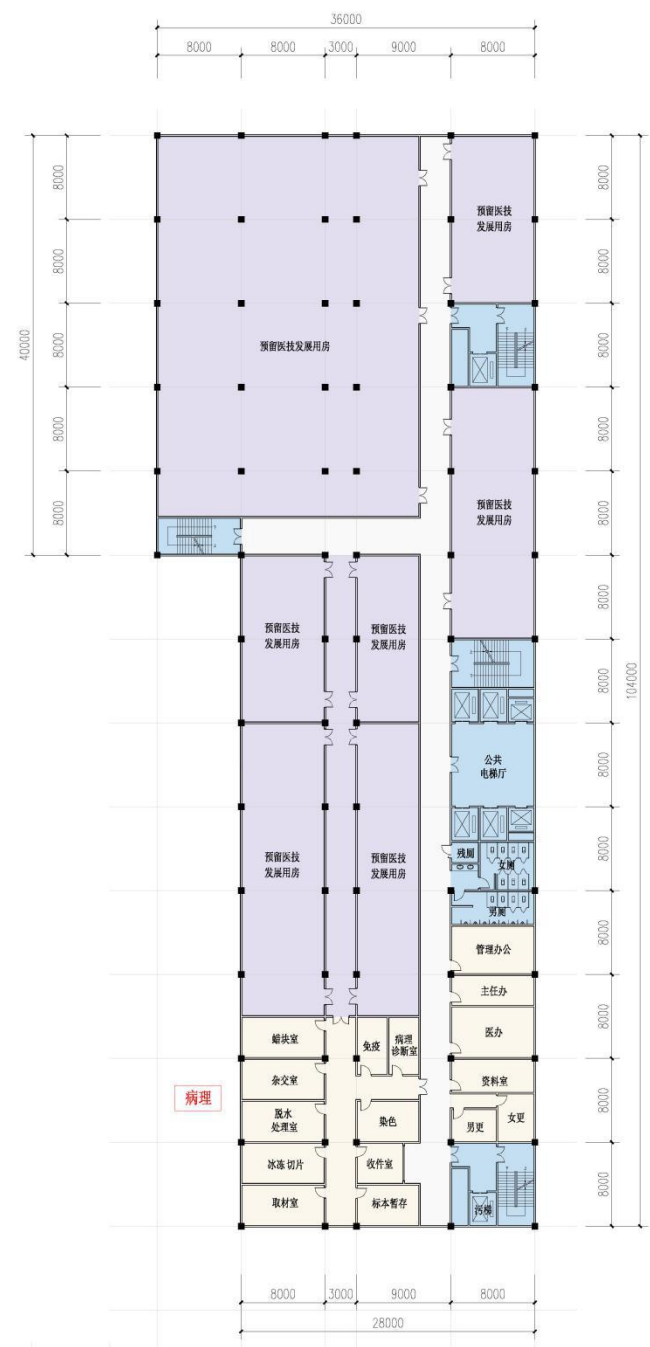 36000
8000 8000 3000 9000 8000
8000
8000
8000
8000
8000
40000
8000
8000
8000
8000
8000
8000
8000
8000
8000
8000
8000
8000
8000
104000
预留医技
发展用房
预留医技发展用房
预留医技
发展用房
预留医技
发展用房
预留医技
发展用房
公共
电梯厅
预留医技
发展用房
预留医技
发展用房
残厕
女厕
男厕
管理办公
主任办
医办
资料室
男更
女更
污梯
蜡块室
免疫
病理
诊断室
杂交室
病理
脱水
处理室
染色
冰冻切片
收件室
取材室
标本暂存
8000 3000 9000 8000
28000